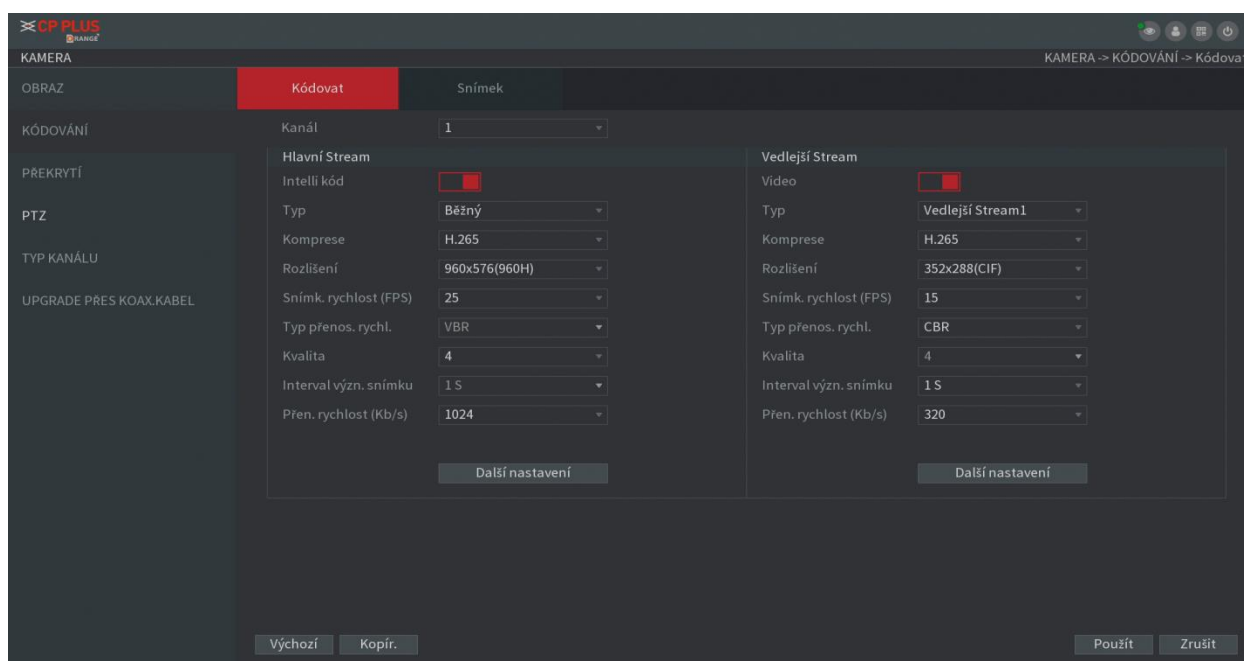 CP PLUS
ORANGE
KAMERA
KAMERA -> KÓDOVÁNÍ -> Kódovat
OBRAZ
KÓDOVÁNÍ
PŘEKRYTÍ
PTZ
TYP KANÁLU
UPGRADE PŘES KOAX.KABEL
Kódovat Snímek
Kanál 1
Hlavní Stream
Intelli kód
Typ Běžný
Komprese H.265
Rozlišení 960x576(960H)
Snímk. rychlost (FPS) 25
Typ přenos. rychl. VBR
Kvalita 4
Interval význ. snímku 1 S
Přen. rychlost (Kb/s) 1024
Další nastavení
Vedlejší Stream
Video
Typ Vedlejší Stream1
Komprese H.265
Rozlišení 352x288(CIF)
Snímk. rychlost (FPS) 15
Typ přenos. rychl. CBR
Kvalita 4
Interval význ. snímku 1 S
Přen. rychlost (Kb/s) 320
Další nastavení
Výchozí Kopír. Použít Zrušit